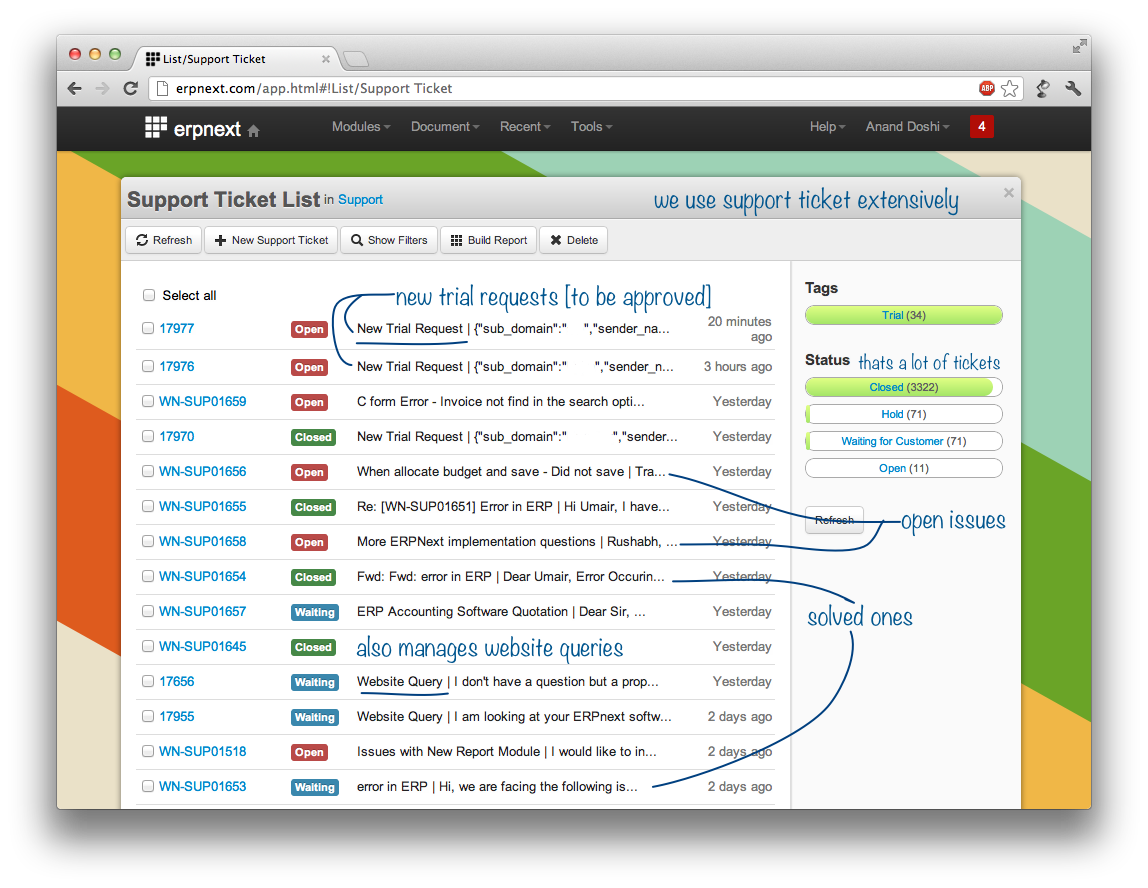 List/Support Ticket
erpnext.com/app.html#!List/Support Ticket
ABP
erpnext Modules Document Recent Tools Help Anand Doshi 4
Support Ticket List in Support
we use support ticket extensively
Refresh New Support Ticket Show Filters Build Report Delete
Select all
new trial requests [to be approved]
17977 Open New Trial Request | {"sub_domain":" ","sender_na... 20 minutes ago
17976 Open New Trial Request | {"sub_domain":" ","sender_n... 3 hours ago
WN-SUP01659 Open C form Error - Invoice not find in the search opti... Yesterday
17970 Closed New Trial Request | {"sub_domain":" ","sender... Yesterday
WN-SUP01656 Open When allocate budget and save - Did not save | Tra... Yesterday
WN-SUP01655 Closed Re: [WN-SUP01651] Error in ERP | Hi Umair, I have... Yesterday
WN-SUP01658 Open More ERPNext implementation questions | Rushabh, ... Yesterday
WN-SUP01654 Closed Fwd: Fwd: error in ERP | Dear Umair, Error Occurin... Yesterday
WN-SUP01657 Waiting ERP Accounting Software Quotation | Dear Sir, ... Yesterday
WN-SUP01645 Closed also manages website queries Yesterday
17656 Waiting Website Query | I don't have a question but a prop... Yesterday
17955 Waiting Website Query | I am looking at your ERPnext softw... 2 days ago
WN-SUP01518 Open Issues with New Report Module | I would like to in... 2 days ago
WN-SUP01653 Waiting error in ERP | Hi, we are facing the following is... 2 days ago
Tags
Trial (34)
Status thats a lot of tickets
Closed (3322)
Hold (71)
Waiting for Customer (71)
Open (11)
Refresh
open issues
solved ones